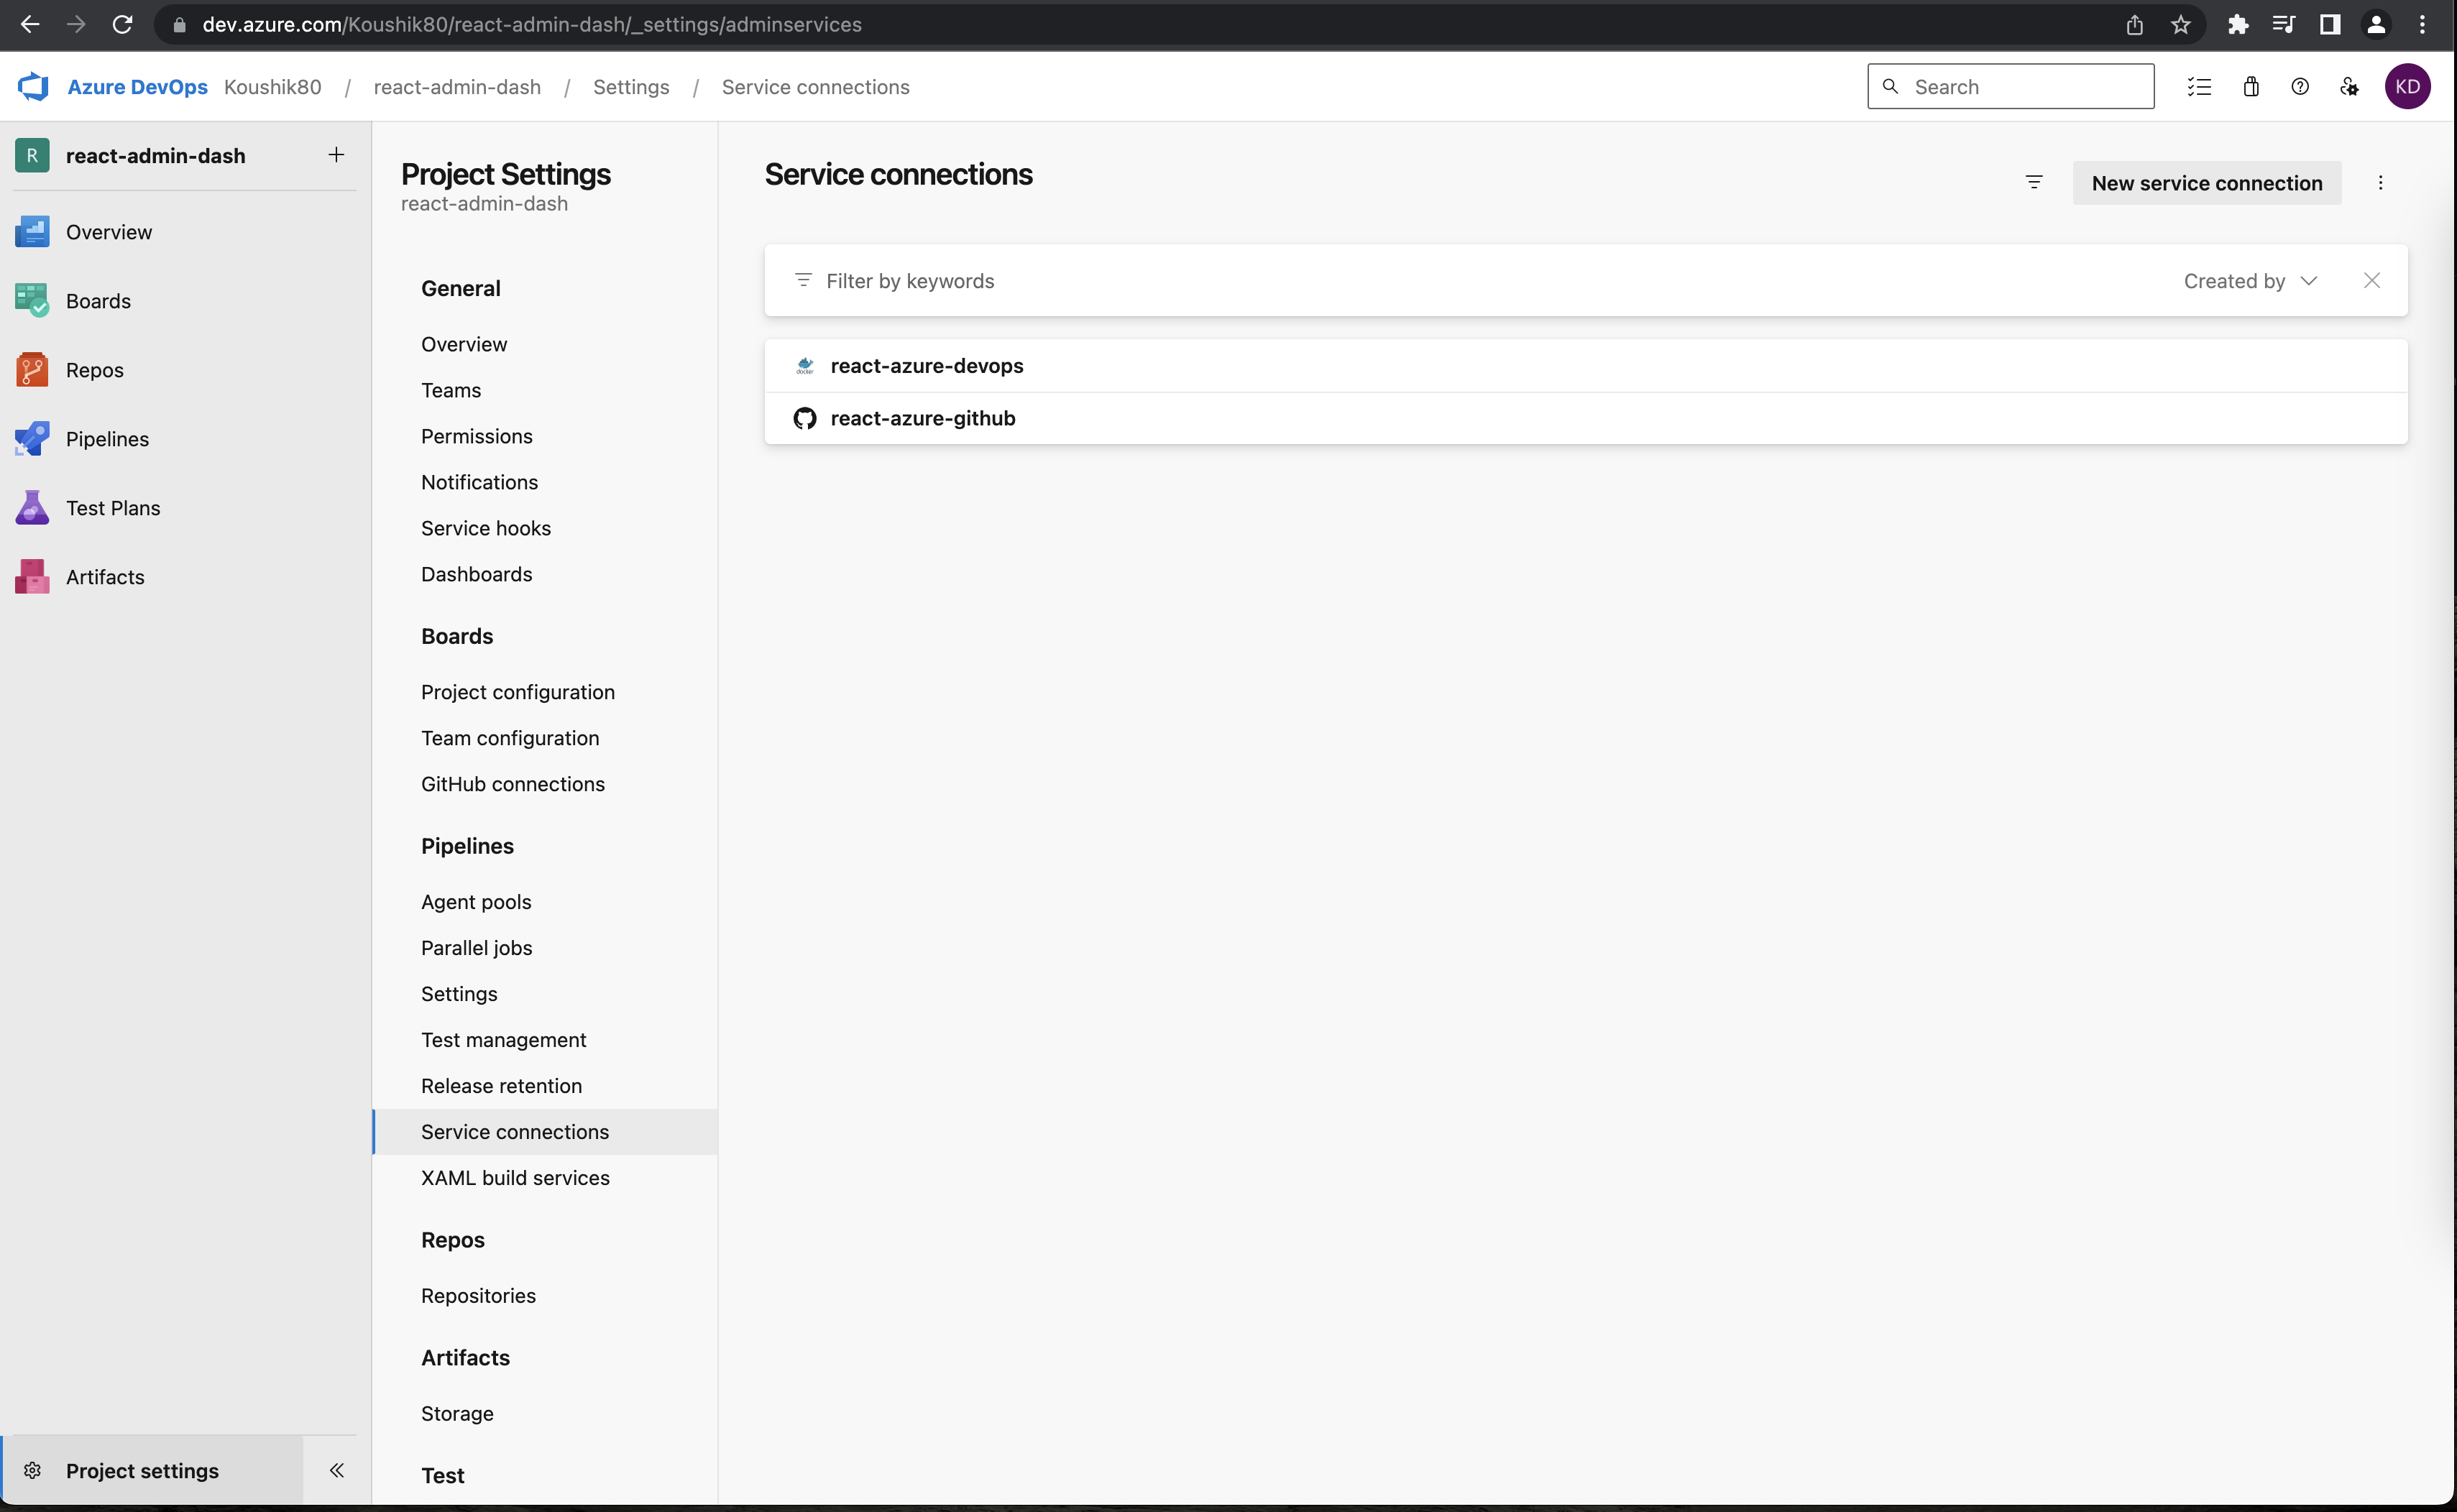 dev.azure.com/Koushik80/react-admin-dash/_settings/adminservices
Azure DevOps Koushik80 / react-admin-dash / Settings / Service connections
Search
KD
R react-admin-dash
Overview
Boards
Repos
Pipelines
Test Plans
Artifacts
Project settings
Project Settings
react-admin-dash
General
Overview
Teams
Permissions
Notifications
Service hooks
Dashboards
Boards
Project configuration
Team configuration
GitHub connections
Pipelines
Agent pools
Parallel jobs
Settings
Test management
Release retention
Service connections
XAML build services
Repos
Repositories
Artifacts
Storage
Test
Service connections
New service connection
Filter by keywords
Created by
docker
react-azure-devops
react-azure-github